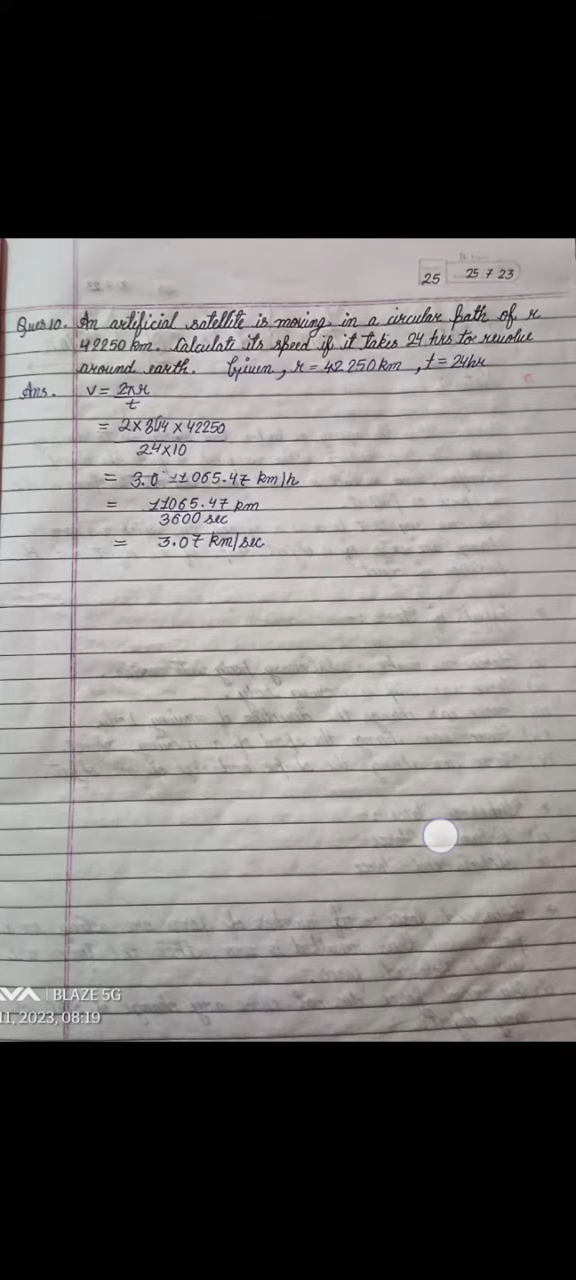 25 25 7 23
Ques 10. An artificial satellite is moving in a circular path of r
42250 km. Calculate its speed if it takes 24 hrs to revolve
around earth. Given, r = 42250 km, t = 24hr
Ans. V = 2πr
t
= 2 × 3.14 × 42250
24 × 10
= 3.0 11065.47 km/h
= 11065.47 km
3600 sec
= 3.07 km/sec
BLAZE 5G
11, 2023, 08:19